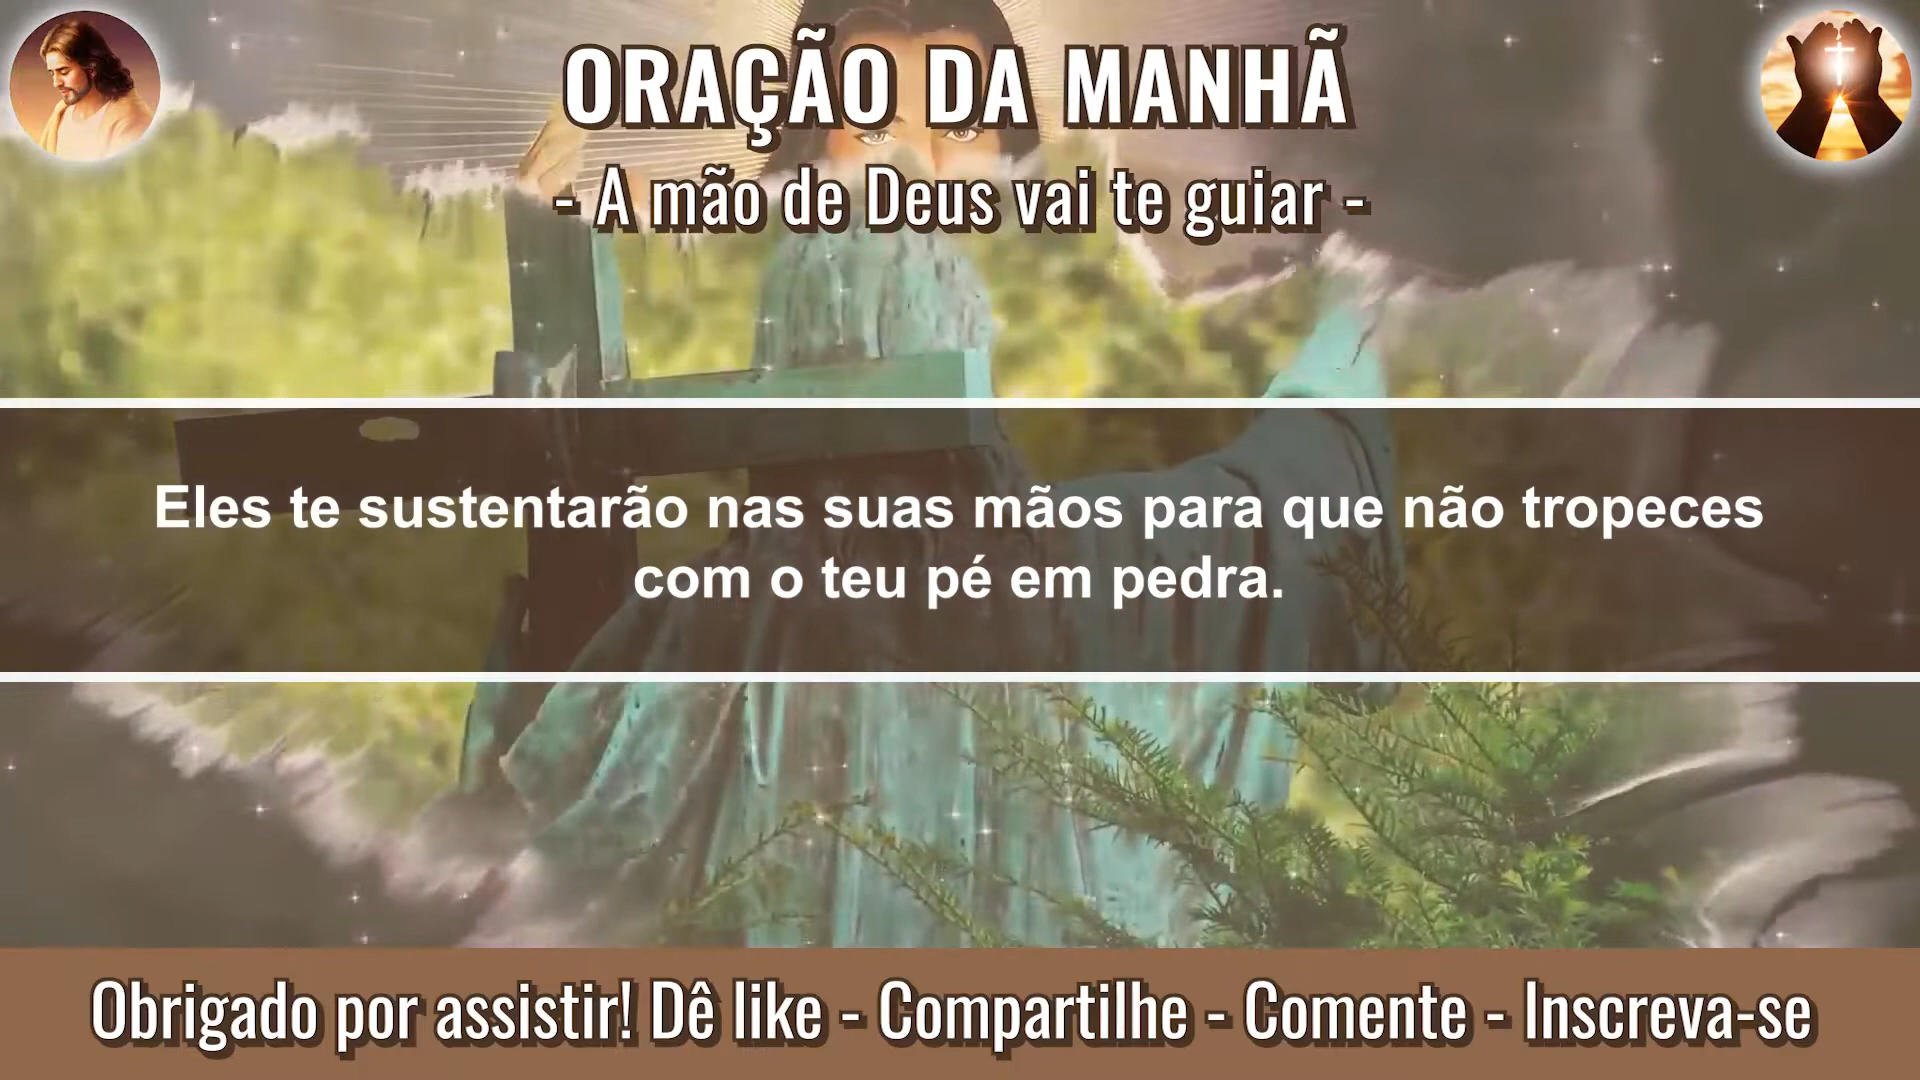 ORAÇÃO DA MANHÃ
- A mão de Deus vai te guiar -
Eles te sustentarão nas suas mãos para que não tropeces
com o teu pé em pedra.
Obrigado por assistir! Dê like - Compartilhe - Comente - Inscreva-se